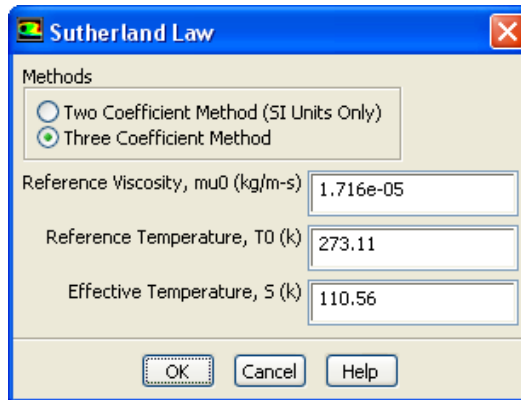 Sutherland Law
Methods
Two Coefficient Method (SI Units Only)
Three Coefficient Method
Reference Viscosity, mu0 (kg/m-s) 1.716e-05
Reference Temperature, T0 (k) 273.11
Effective Temperature, S (k) 110.56
OK Cancel Help